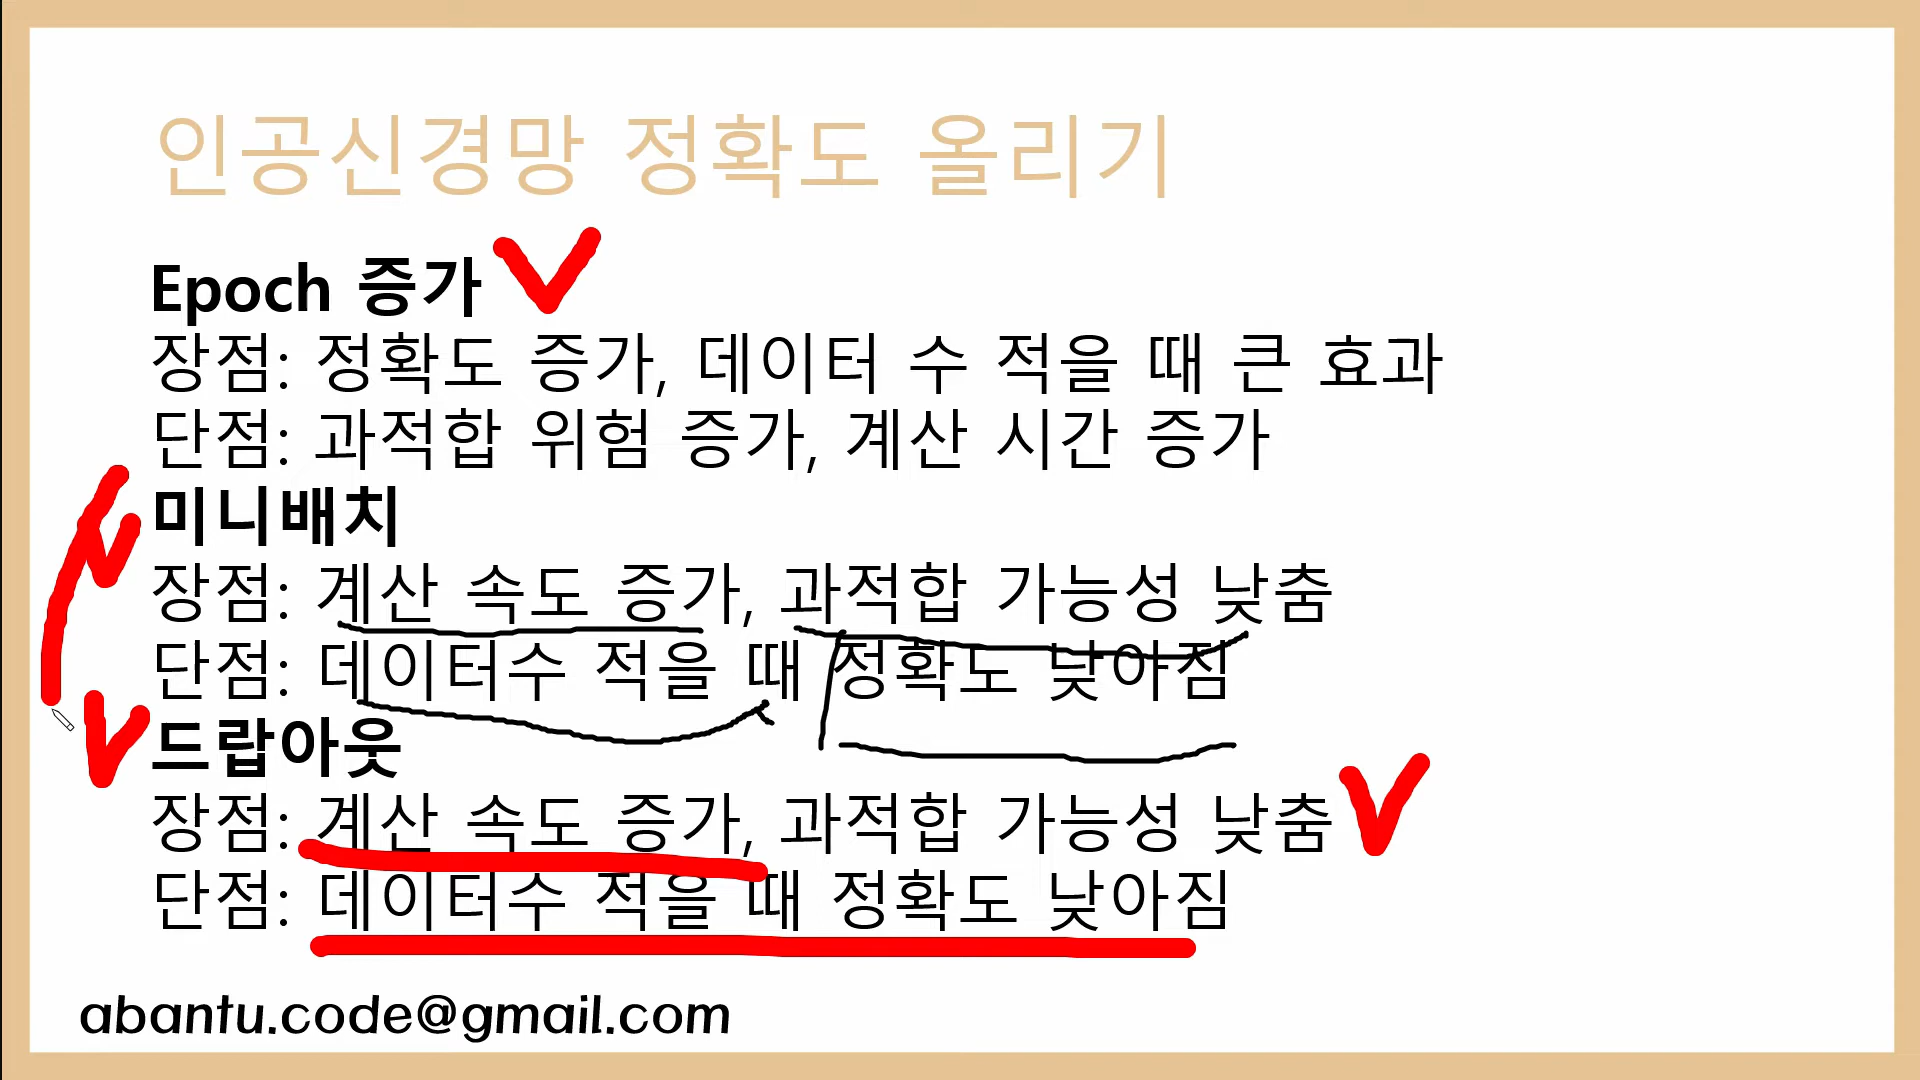 인공신경망 정확도 올리기
Epoch 증가
장점: 정확도 증가, 데이터 수 적을 때 큰 효과
단점: 과적합 위험 증가, 계산 시간 증가
미니배치
장점: 계산 속도 증가, 과적합 가능성 낮춤
단점: 데이터수 적을 때 정확도 낮아짐
드랍아웃
장점: 계산 속도 증가, 과적합 가능성 낮춤
단점: 데이터수 적을 때 정확도 낮아짐
abantu.code@gmail.com